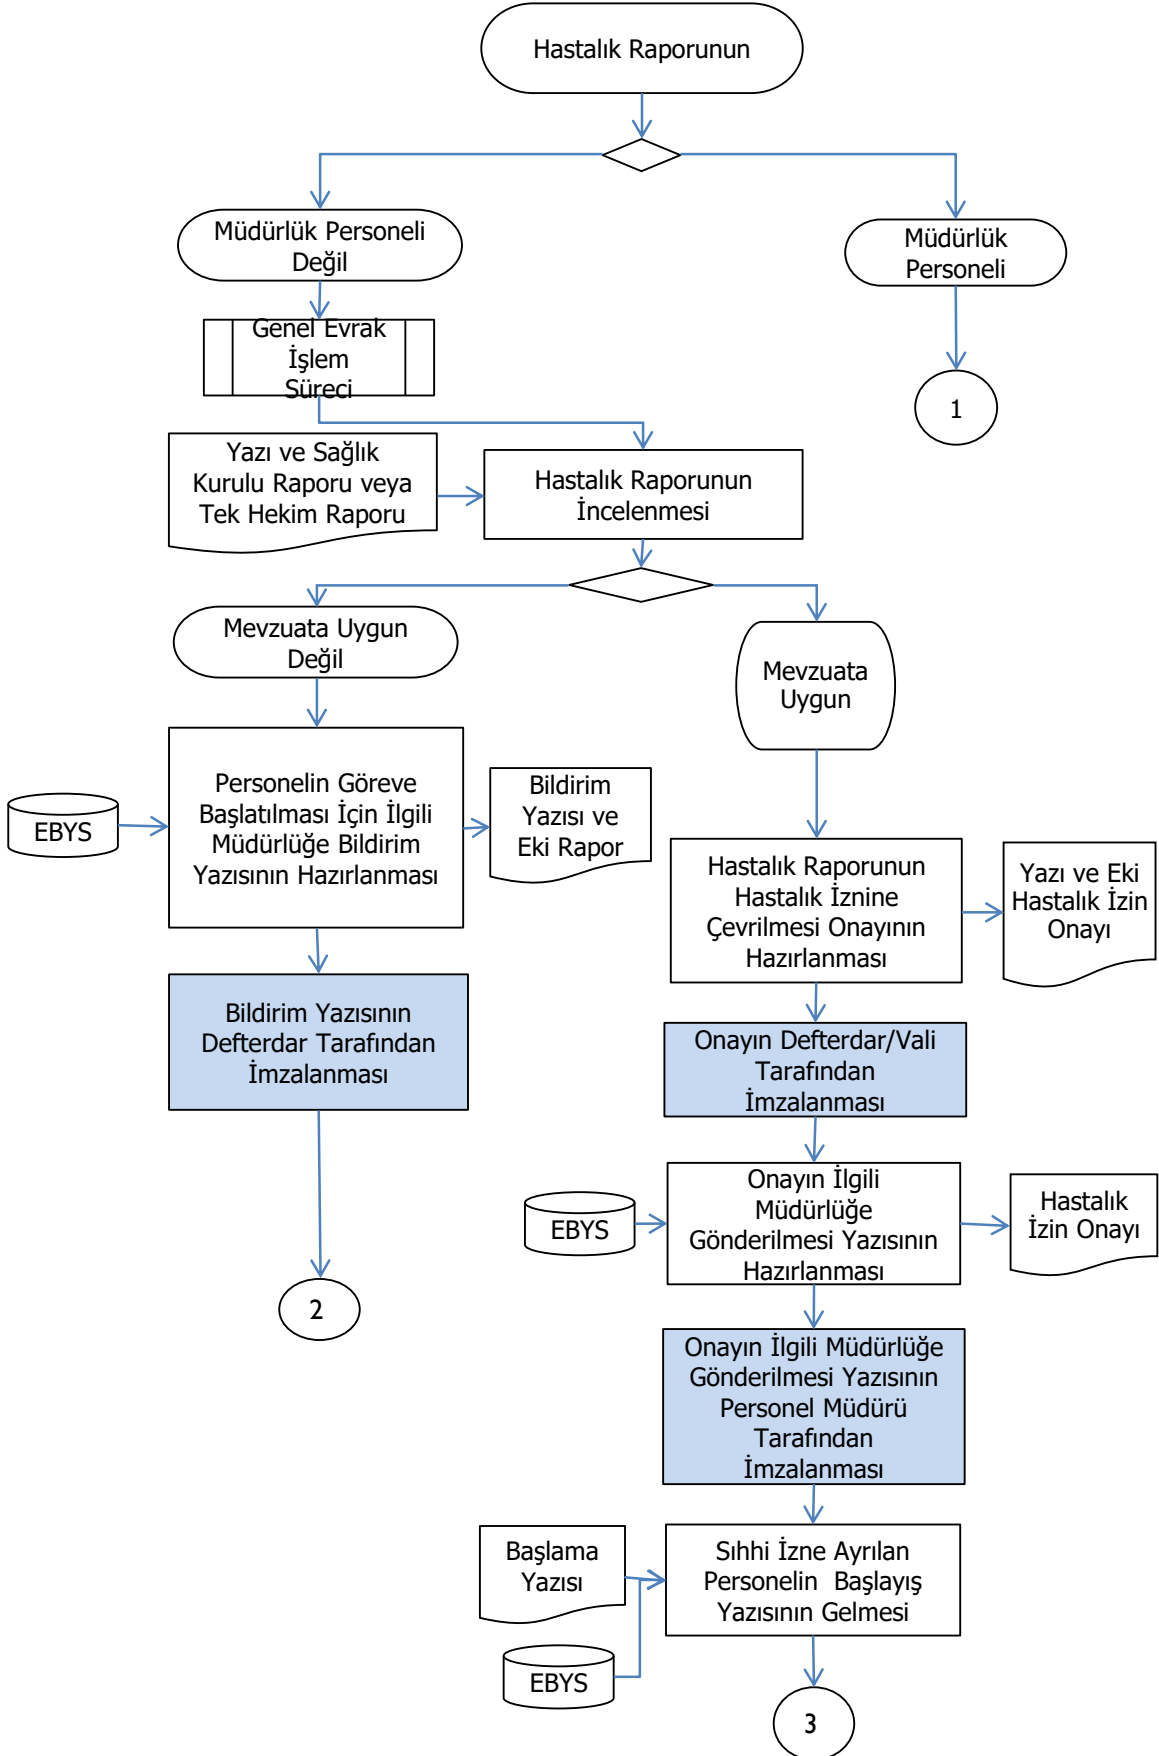 Hastalık Raporunun
Müdürlük Personeli
Değil
Müdürlük
Personeli
Genel Evrak
İşlem
Süreci
1
Yazı ve Sağlık
Kurulu Raporu veya
Tek Hekim Raporu
Hastalık Raporunun
İncelenmesi
Mevzuata Uygun
Değil
Mevzuata
Uygun
Personelin Göreve
Başlatılması İçin İlgili
Müdürlüğe Bildirim
Yazısının Hazırlanması
EBYS
Bildirim
Yazısı ve
Eki Rapor
Hastalık Raporunun
Hastalık İznine
Çevrilmesi Onayının
Hazırlanması
Yazı ve Eki
Hastalık İzin
Onayı
Bildirim Yazısının
Defterdar Tarafından
İmzalanması
Onayın Defterdar/Vali
Tarafından
İmzalanması
Onayın İlgili
Müdürlüğe
Gönderilmesi Yazısının
Hazırlanması
EBYS
Hastalık
İzin Onayı
2
Onayın İlgili Müdürlüğe
Gönderilmesi Yazısının
Personel Müdürü
Tarafından
İmzalanması
Başlama
Yazısı
Sıhhi İzne Ayrılan
Personelin  Başlayış
Yazısının Gelmesi
EBYS
3